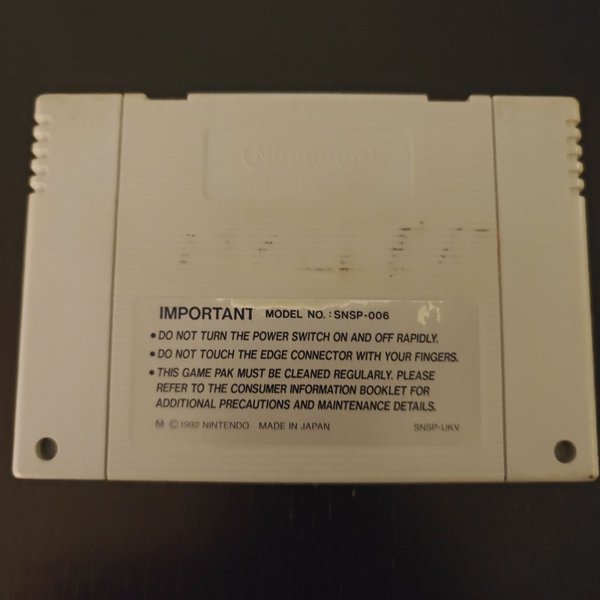 Nintendo
IMPORTANT MODEL NO. : SNSP-006
• DO NOT TURN THE POWER SWITCH ON AND OFF RAPIDLY.
• DO NOT TOUCH THE EDGE CONNECTOR WITH YOUR FINGERS.
• THIS GAME PAK MUST BE CLEANED REGULARLY. PLEASE
REFER TO THE CONSUMER INFORMATION BOOKLET FOR
ADDITIONAL PRECAUTIONS AND MAINTENANCE DETAILS.
Ⓜ © 1992 NINTENDO MADE IN JAPAN SNSP-UKV